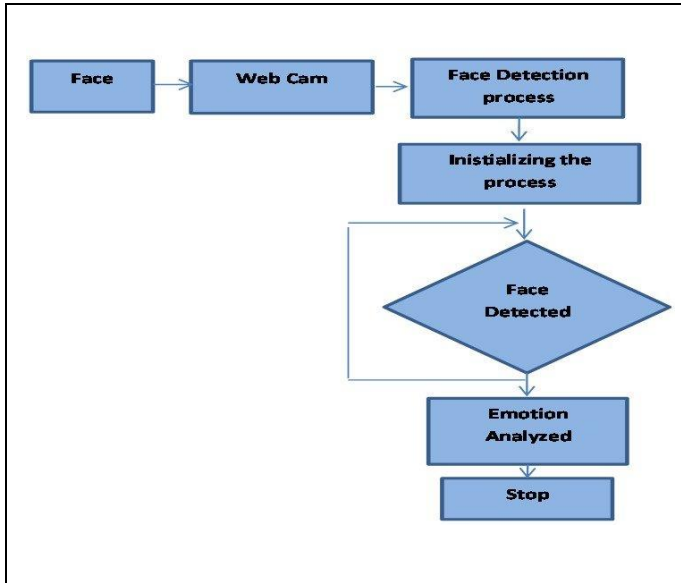 Face
Web Cam
Face Detection
process
Inistializing the
process
Face
Detected
Emotion
Analyzed
Stop